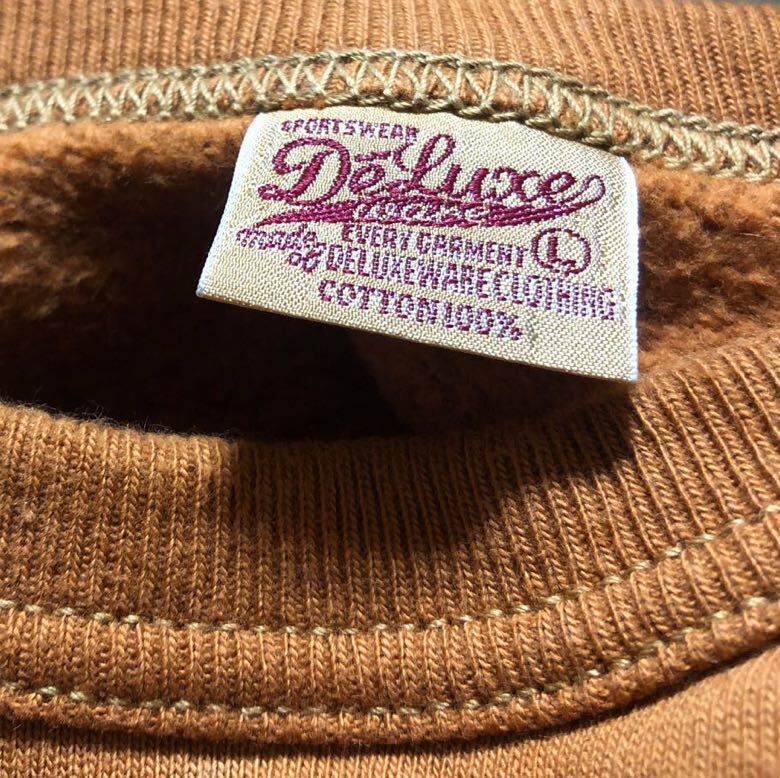 SPORTSWEAR
DeLuxe
WARE
EVERY GARMENT L
made of DELUXEWARE CLOTHING
COTTON 100%